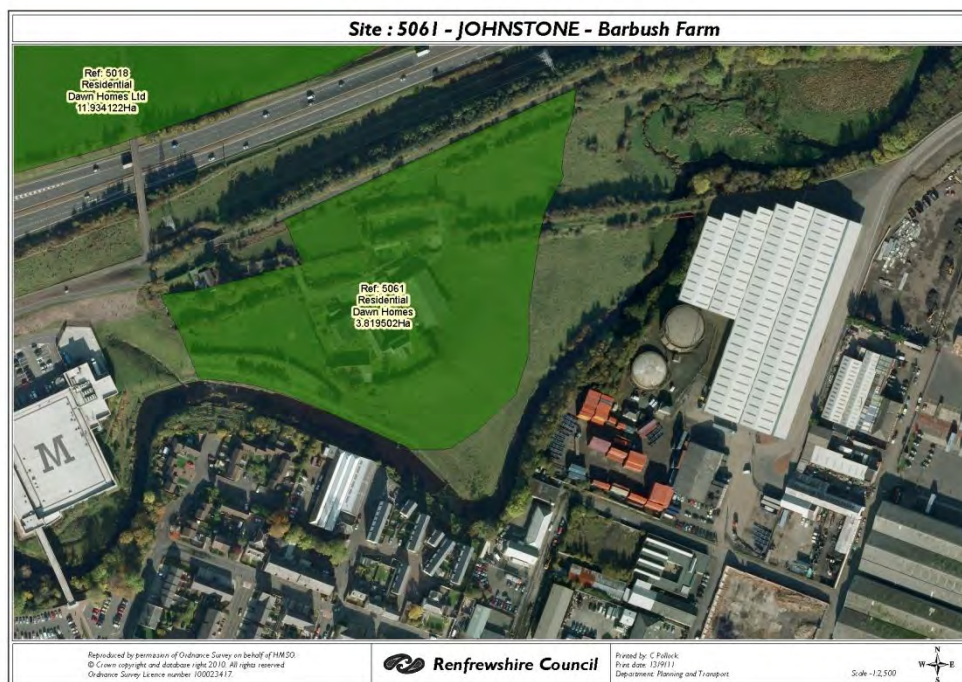 Site : 5061 - JOHNSTONE - Barbush Farm
Ref: 5018
Residential
Dawn Homes Ltd
11.934122Ha
Ref: 5061
Residential
Dawn Homes
3.819502Ha
M
Reproduced by permission of Ordnance Survey on behalf of HMSO.
© Crown copyright and database right 2010. All rights reserved
Ordnance Survey Licence number 100023417.
Renfrewshire Council
Printed by: C Pollock
Print date: 13/9/11
Department: Planning and Transport
Scale -1:2,500
N
W
E
S